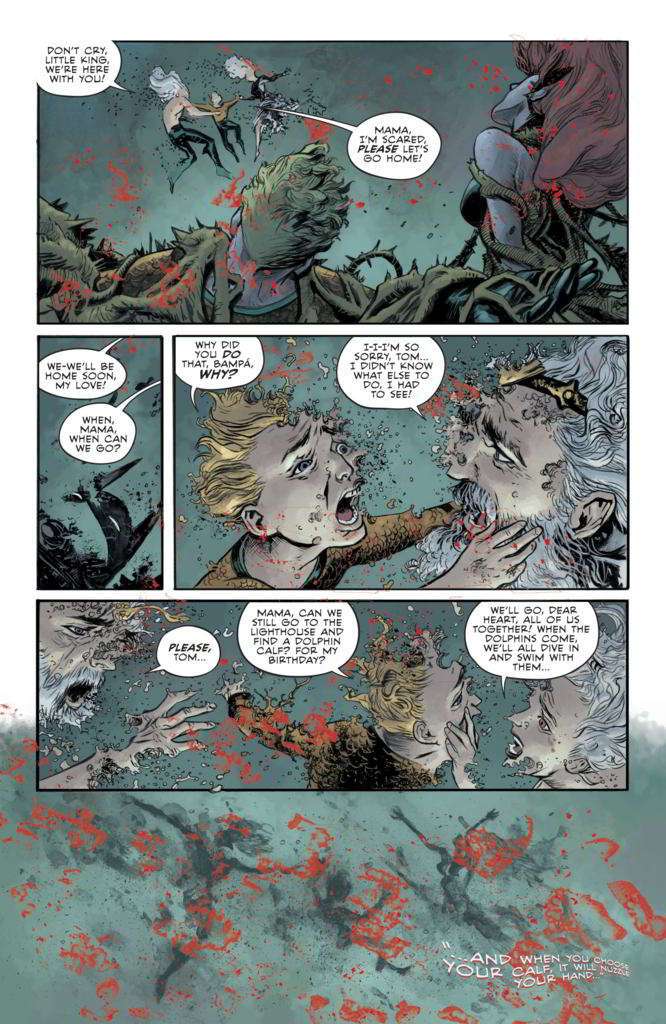 DON'T CRY,
LITTLE KING,
WE'RE HERE
WITH YOU!
MAMA,
I'M SCARED,
PLEASE LET'S
GO HOME!
WE-WE'LL BE
HOME SOON,
MY LOVE!
WHEN,
MAMA,
WHEN CAN
WE GO?
WHY DID
YOU DO
THAT, BAMPÁ,
WHY?
I-I-I'M SO
SORRY, TOM...
I DIDN'T KNOW
WHAT ELSE TO
DO, I HAD
TO SEE!
PLEASE,
TOM...
MAMA, CAN WE
STILL GO TO THE
LIGHTHOUSE AND
FIND A DOLPHIN
CALF? FOR MY
BIRTHDAY?
WE'LL GO, DEAR
HEART, ALL OF US
TOGETHER! WHEN THE
DOLPHINS COME,
WE'LL ALL DIVE IN
AND SWIM WITH
THEM...
"...AND WHEN YOU CHOOSE
YOUR CALF, IT WILL NUZZLE
YOUR HAND..."